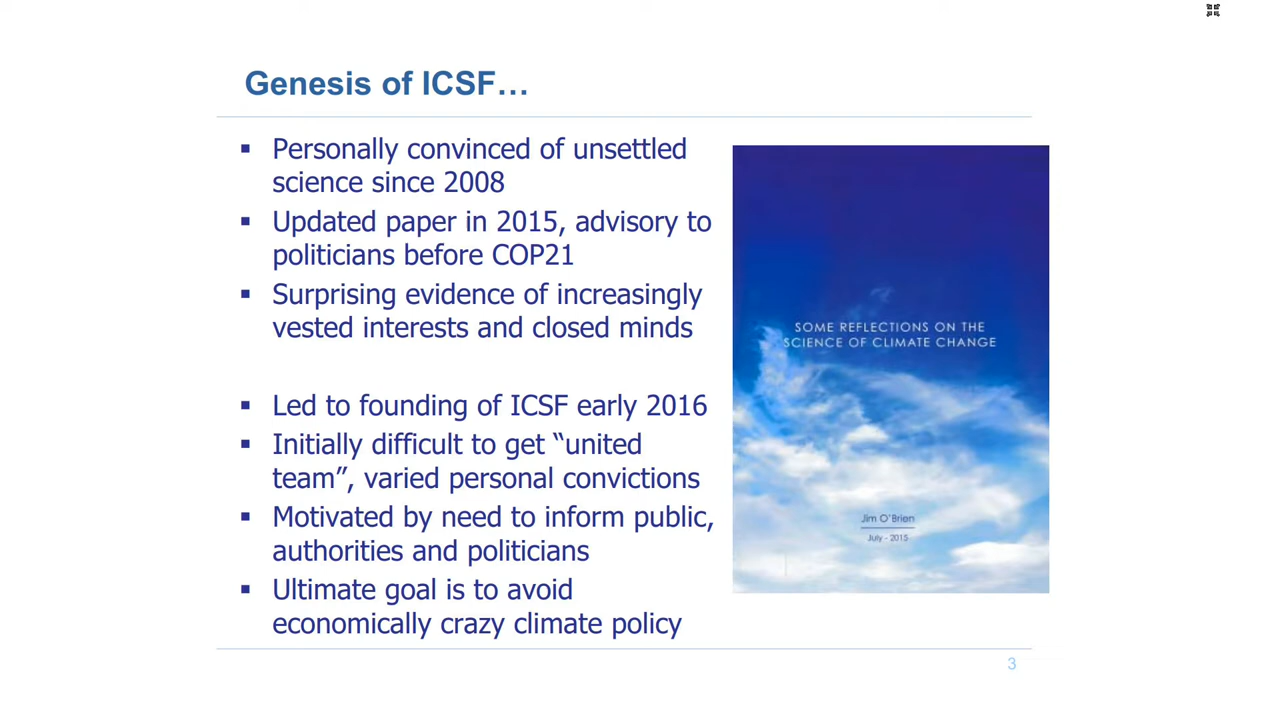 Genesis of ICSF…
▪ Personally convinced of unsettled
science since 2008
▪ Updated paper in 2015, advisory to
politicians before COP21
▪ Surprising evidence of increasingly
vested interests and closed minds
▪ Led to founding of ICSF early 2016
▪ Initially difficult to get “united
team”, varied personal convictions
▪ Motivated by need to inform public,
authorities and politicians
▪ Ultimate goal is to avoid
economically crazy climate policy
SOME REFLECTIONS ON THE
SCIENCE OF CLIMATE CHANGE
Jim O'Brien
July - 2015
3